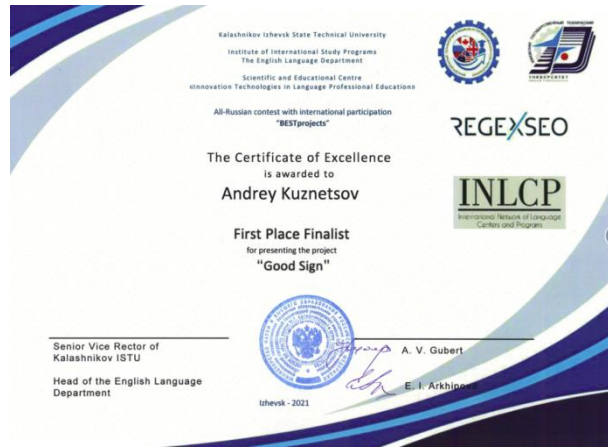 Kalashnikov Izhevsk State Technical University
Institute of International Study Programs
The English Language Department
Scientific and Educational Centre
«Innovation Technologies in Language Professional Education»
All-Russian contest with international participation
"BESTprojects"
The Certificate of Excellence
is awarded to
Andrey Kuznetsov
First Place Finalist
for presenting the project
"Good Sign"
УНИВЕРСИТЕТ
REGEXSEO
INLCP
International Network of Language
Centers and Programs
Senior Vice Rector of
Kalashnikov ISTU
A. V. Gubert
Head of the English Language
Department
E. I. Arkhipova
Izhevsk - 2021